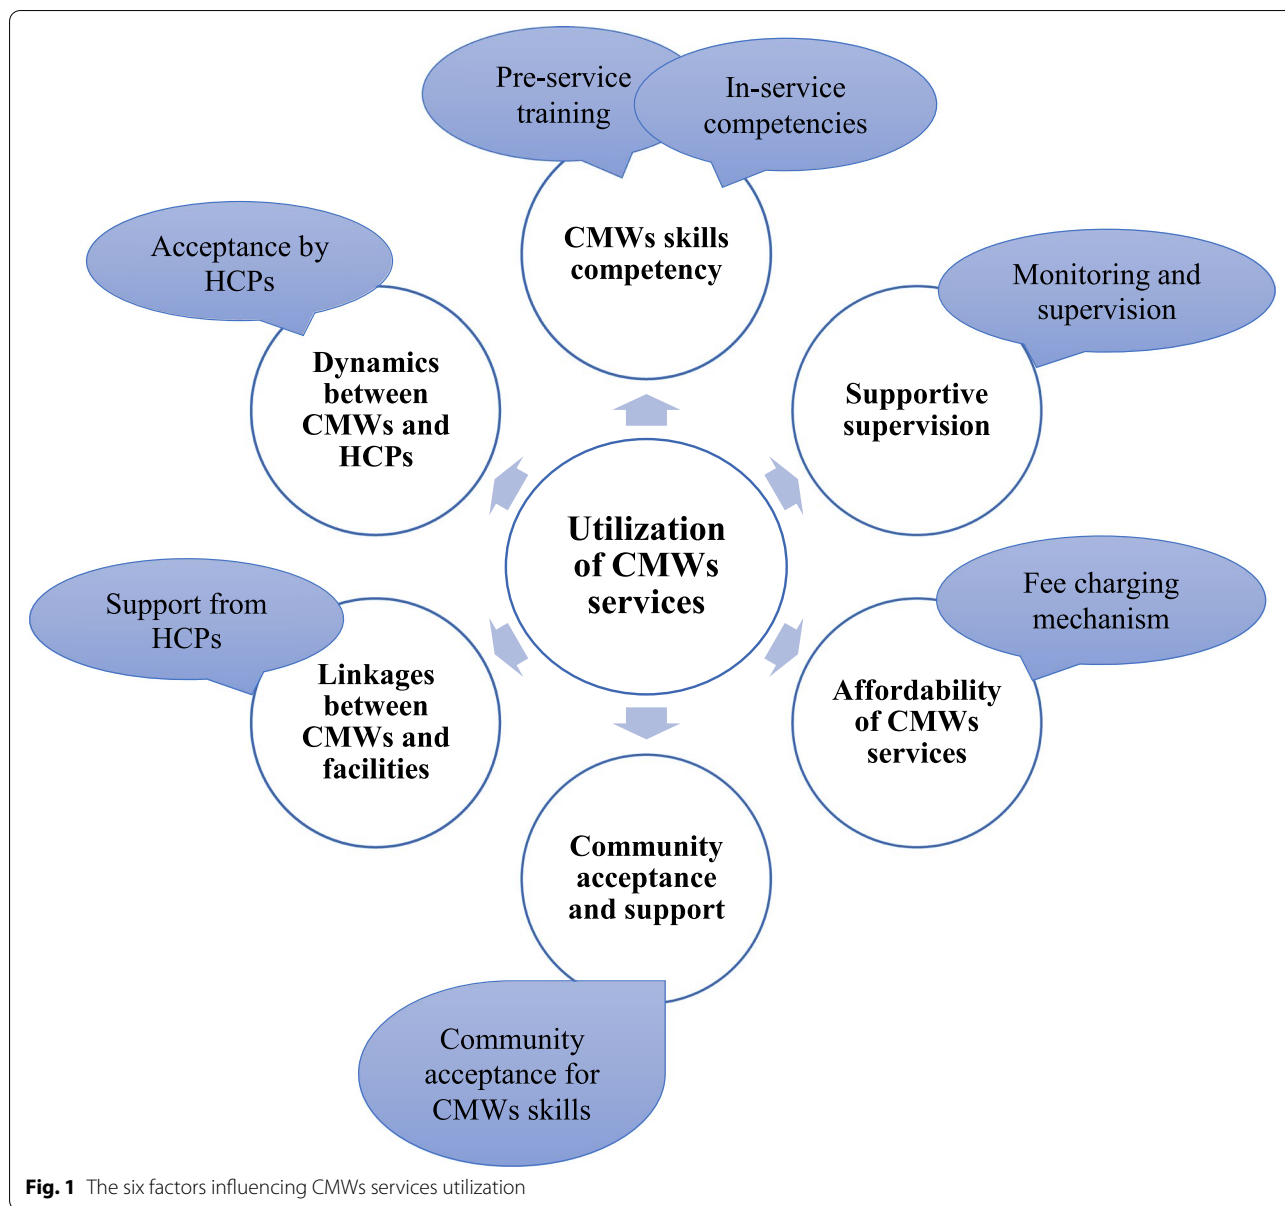 Pre-service
training
In-service
competencies
CMWs skills
competency
Acceptance by
HCPs
Dynamics
between
CMWs and
HCPs
Monitoring and
supervision
Supportive
supervision
Utilization
of CMWs
services
Support from
HCPs
Linkages
between
CMWs and
facilities
Fee charging
mechanism
Affordability
of CMWs
services
Community
acceptance
and support
Community
acceptance for
CMWs skills
Fig. 1 The six factors influencing CMWs services utilization